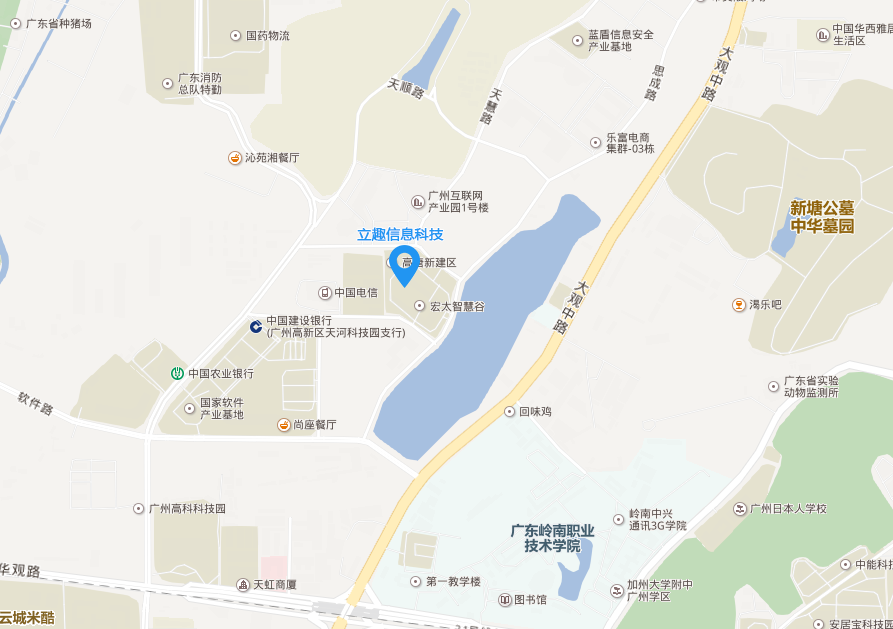 广东省种猪场
国药物流
蓝盾信息安全
产业基地
中国华西雅居
生活区
大观中路
广东消防
总队特勤
天顺路
天慧路
思成路
乐富电商
集群-03栋
沁苑湘餐厅
广州互联网
产业园1号楼
新塘公墓
中华墓园
立趣信息科技
高唐新建区
中国电信
宏太智慧谷
大观中路
渴乐吧
中国建设银行
(广州高新区天河科技园支行)
中国农业银行
广东省实验
动物监测所
软件路
国家软件
产业基地
尚座餐厅
回味鸡
广州高科科技园
广东岭南职业
技术学院
岭南中兴
通讯3G学院
广州日本人学校
华观路
天虹商厦
第一教学楼
图书馆
加州大学附中
广州学区
中能科技
云城米酷
安居宝科技园